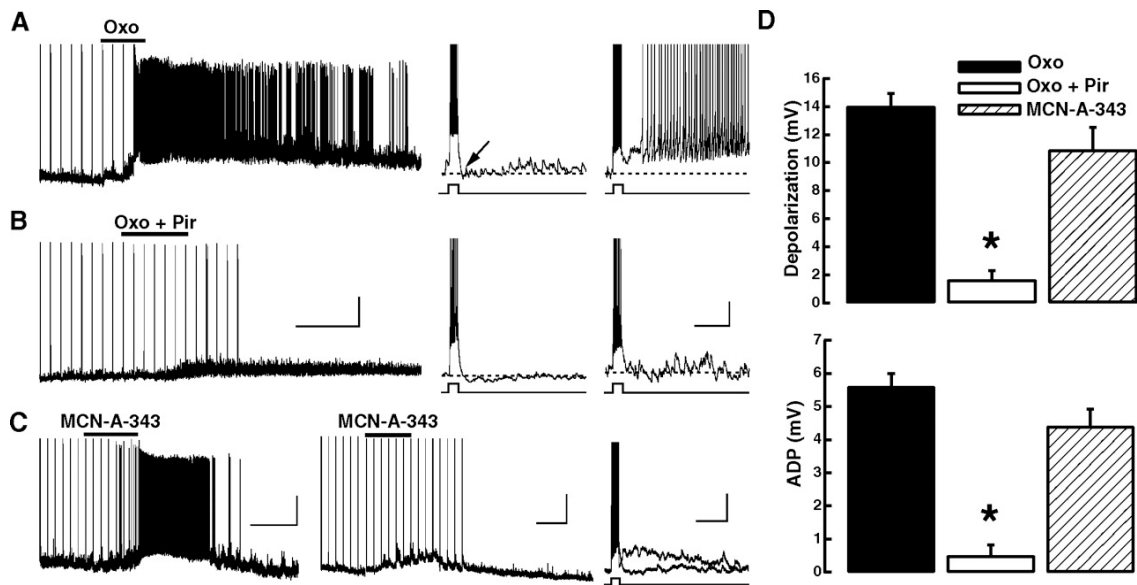 A
Oxo
B
Oxo + Pir
C
MCN-A-343
MCN-A-343
D
Oxo
Oxo + Pir
MCN-A-343
Depolarization (mV)
16
14
12
10
8
6
4
2
0
*
ADP (mV)
7
6
5
4
3
2
1
0
*